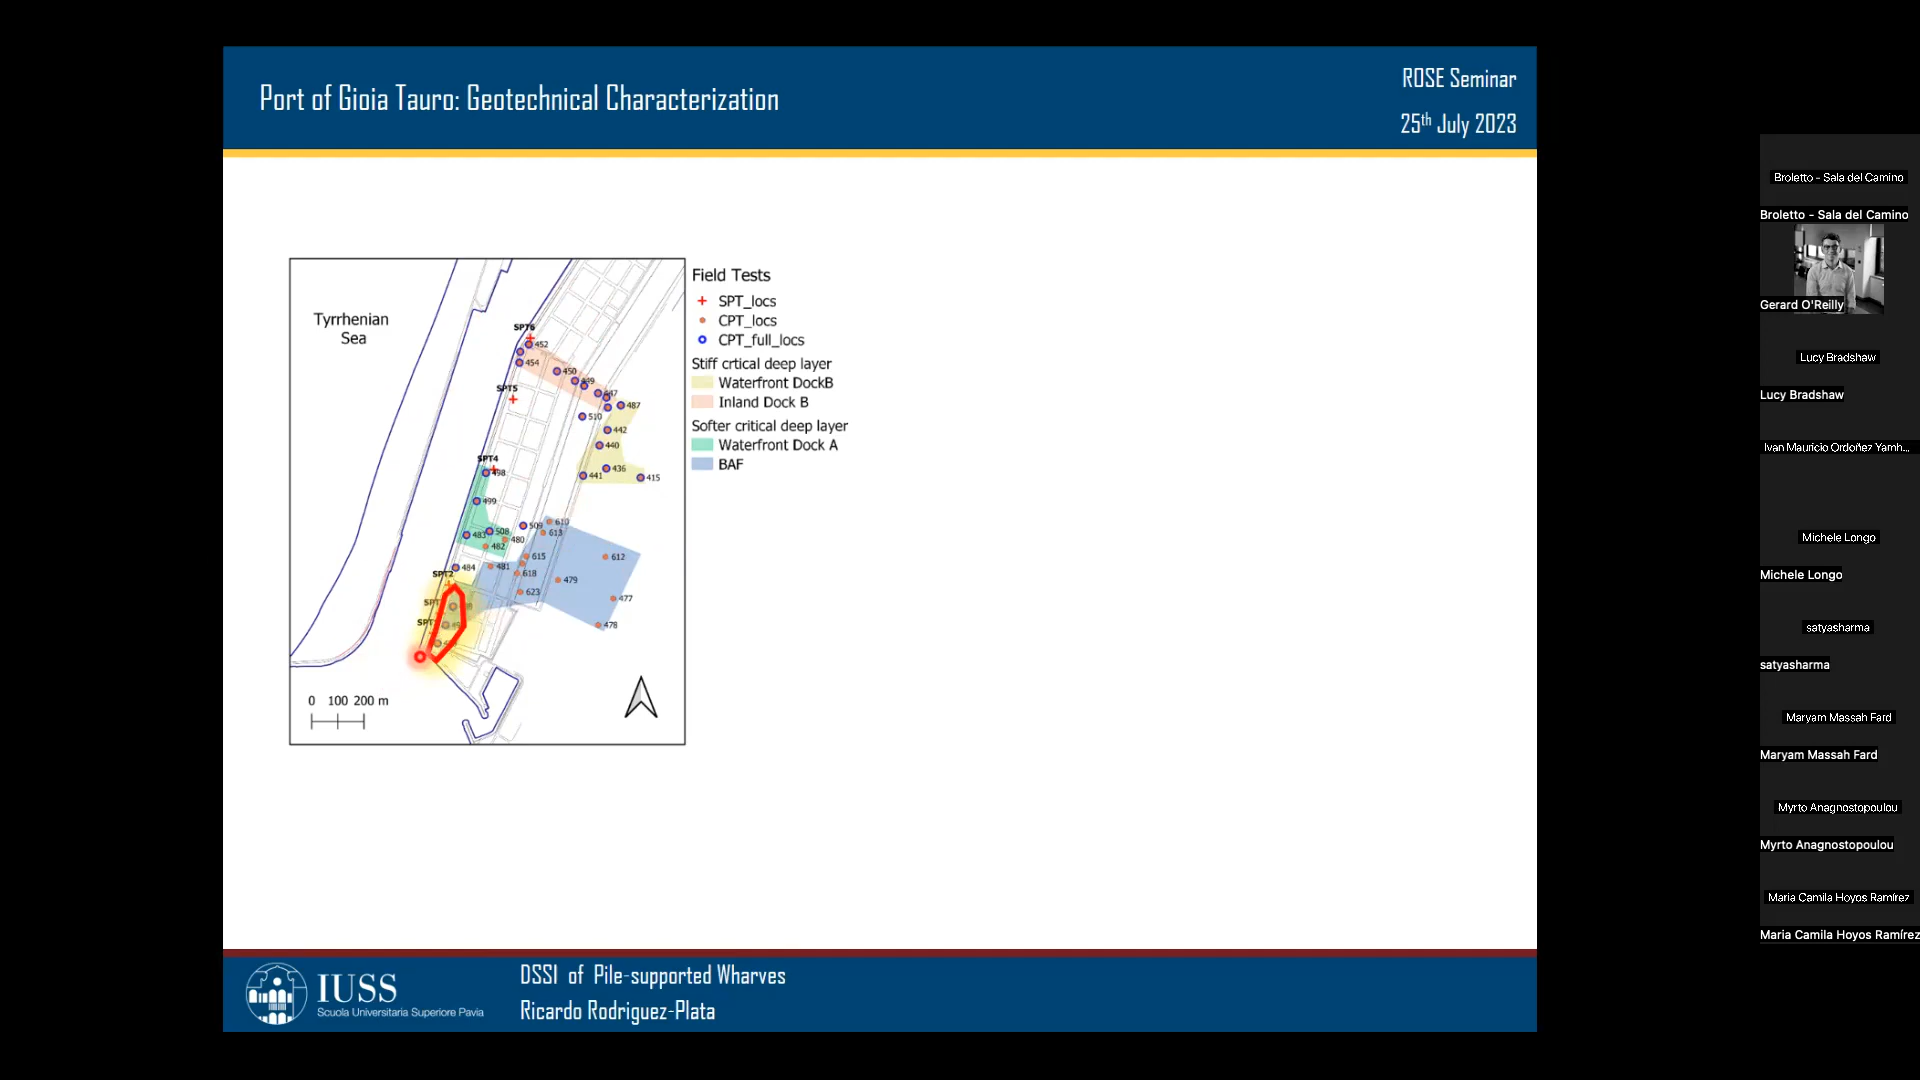 Port of Gioia Tauro: Geotechnical Characterization
ROSE Seminar
25th July 2023
Tyrrhenian
Sea
SPT6
452
454
450
449
447
487
SPT5
510
442
440
436
441
415
SPT4
498
499
483
508
480
482
509
610
613
615
612
484
481
618
479
SPT2
623
477
478
SPT
SPT
0 100 200 m
Field Tests
SPT_locs
CPT_locs
CPT_full_locs
Stiff crtical deep layer
Waterfront DockB
Inland Dock B
Softer critical deep layer
Waterfront Dock A
BAF
IUSS
Scuola Universitaria Superiore Pavia
DSSI of Pile-supported Wharves
Ricardo Rodriguez-Plata
Broletto - Sala del Camino
Broletto - Sala del Camino
Gerard O'Reilly
Lucy Bradshaw
Lucy Bradshaw
Ivan Mauricio Ordoñez Yamh...
Michele Longo
Michele Longo
satyasharma
satyasharma
Maryam Massah Fard
Maryam Massah Fard
Myrto Anagnostopoulou
Myrto Anagnostopoulou
Maria Camila Hoyos Ramírez
Maria Camila Hoyos Ramírez